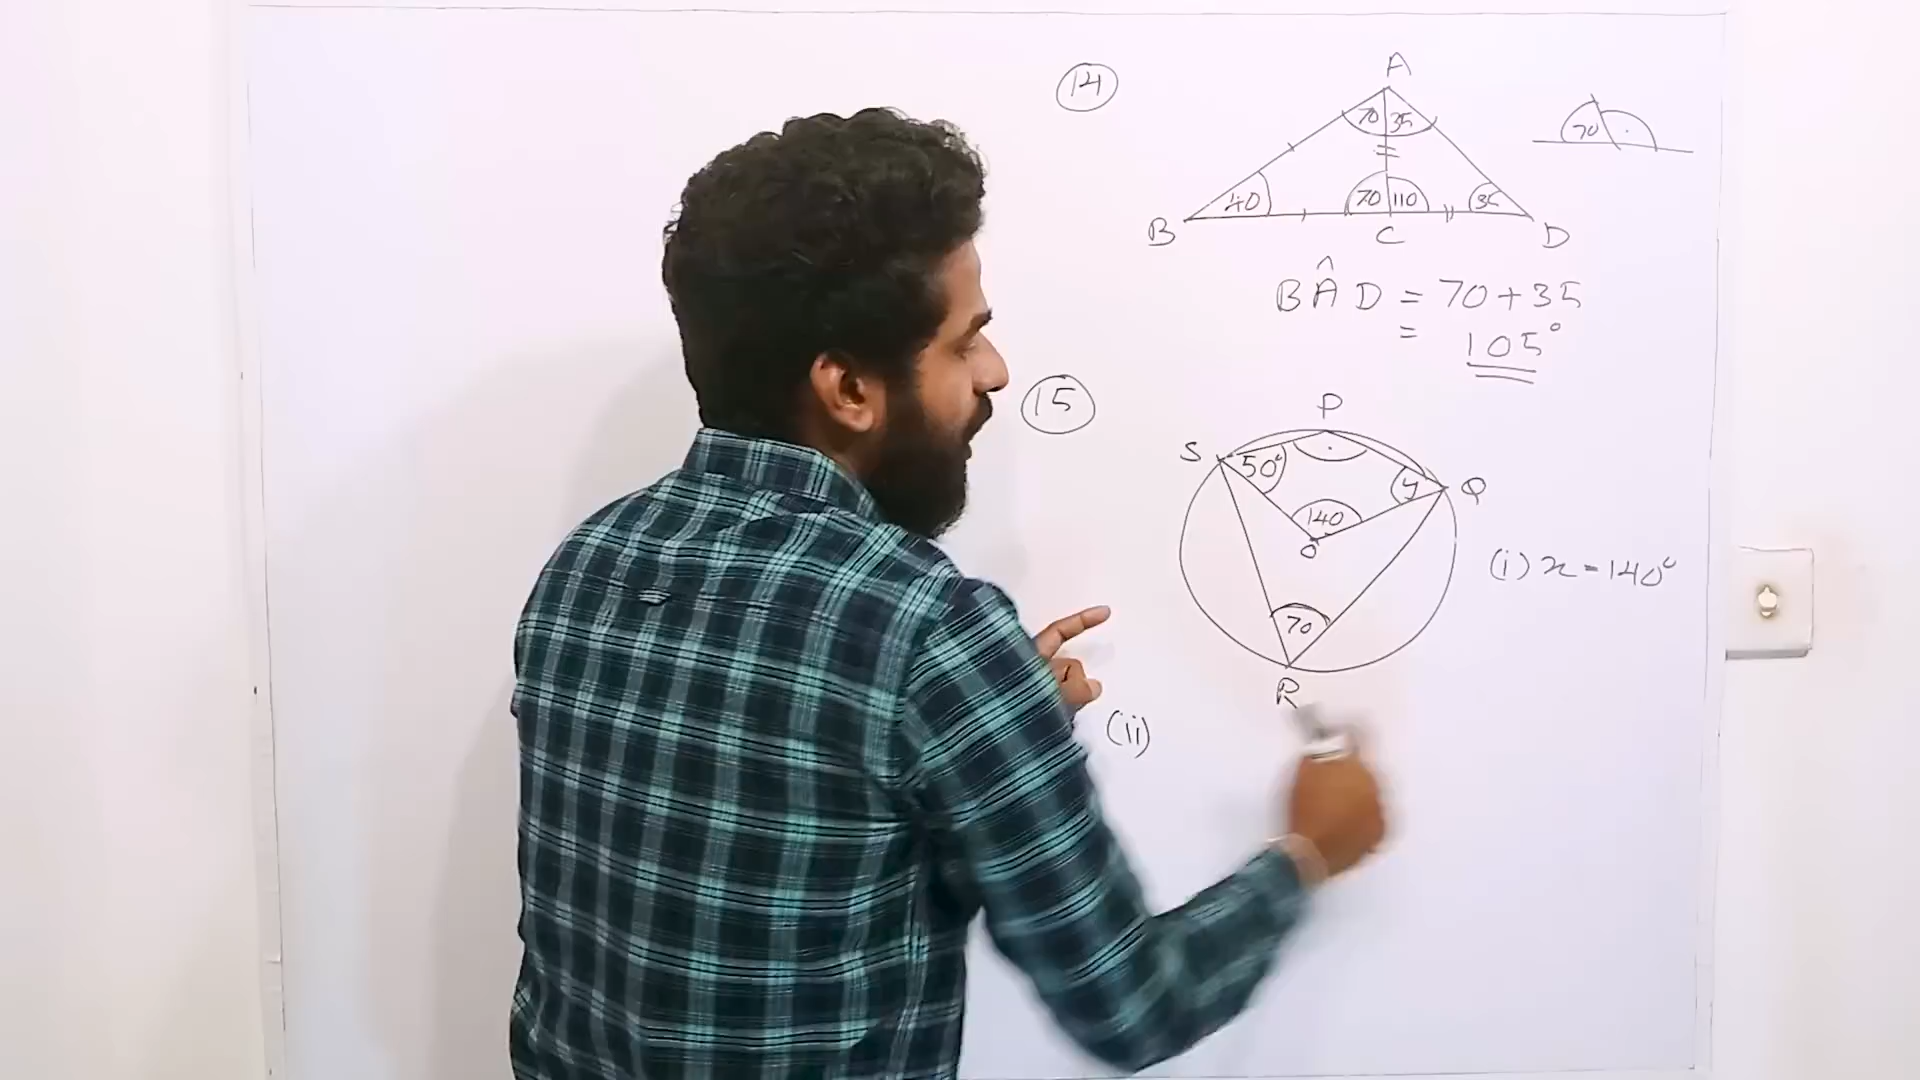 14
A
70 35
70
40 70 110 35
B C D
BÂD = 70+35
= 105°
15
P
S 50° y Q
140
O
(i) x = 140°
70
R
(ii)